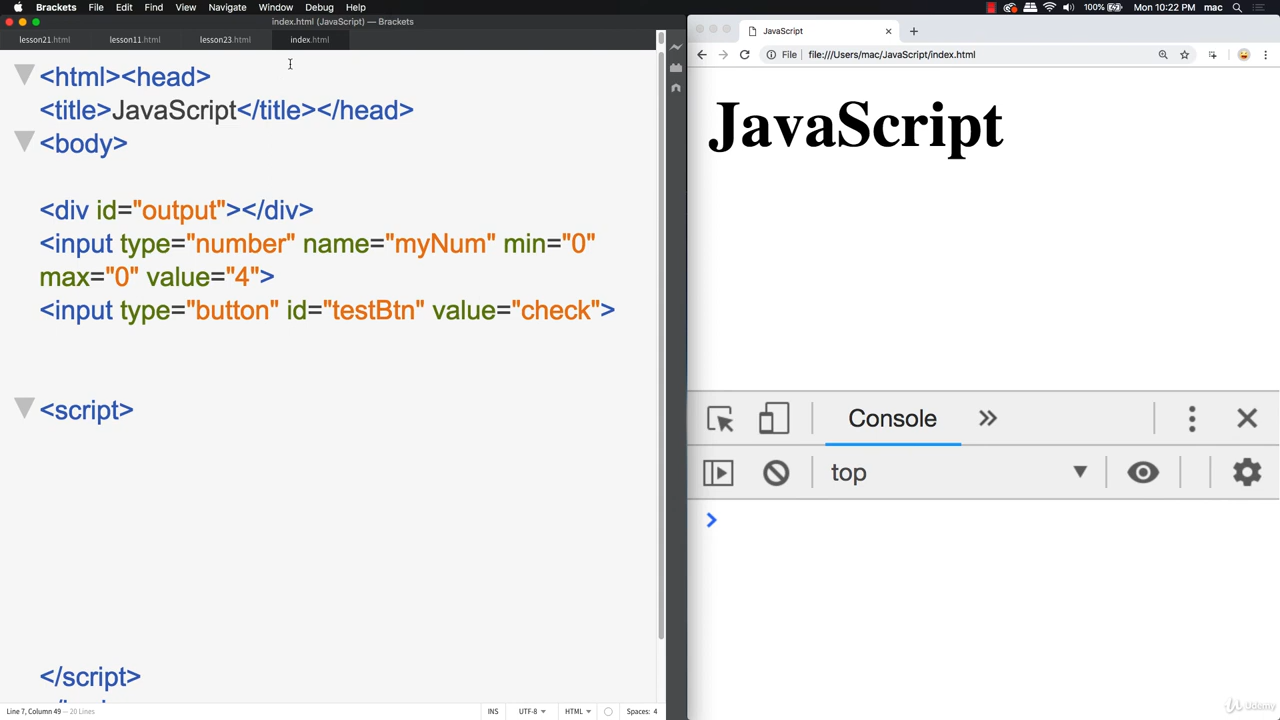 Brackets File Edit Find View Navigate Window Debug Help
100% Mon 10:22 PM mac
index.html (JavaScript) — Brackets
lesson21.html lesson11.html lesson23.html index.html
<html><head>
<title>JavaScript</title></head>
<body>
<div id="output"></div>
<input type="number" name="myNum" min="0"
max="0" value="4">
<input type="button" id="testBtn" value="check">
<script>
</script>
Line 7, Column 49 — 20 Lines
INS UTF-8 HTML Spaces: 4
JavaScript
File file:///Users/mac/JavaScript/index.html
JavaScript
Console
top
Udemy